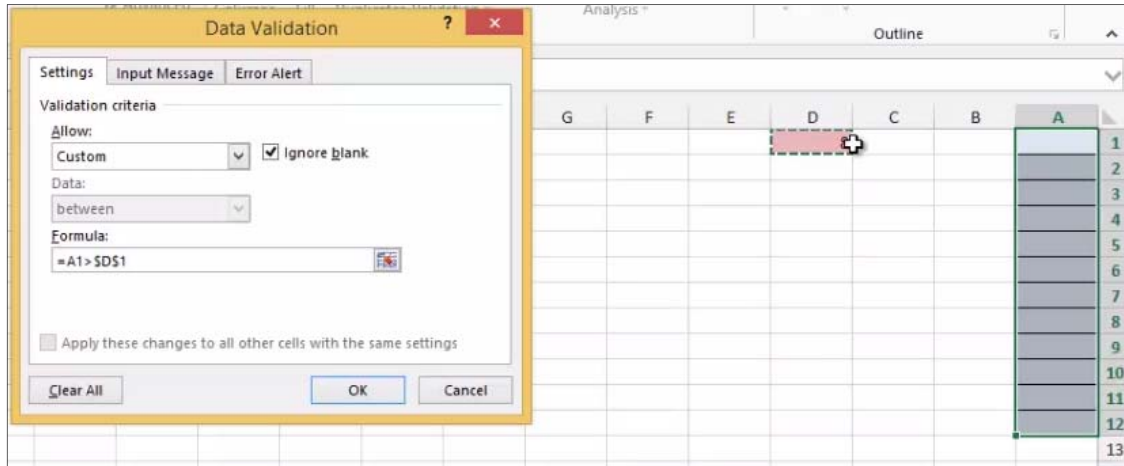 Analysis
Outline
Data Validation
?
Settings
Input Message
Error Alert
Validation criteria
Allow:
Custom
Ignore blank
Data:
between
Formula:
=A1>$D$1
Apply these changes to all other cells with the same settings
Clear All
OK
Cancel
G F E D C B A
1
2
3
4
5
6
7
8
9
10
11
12
13